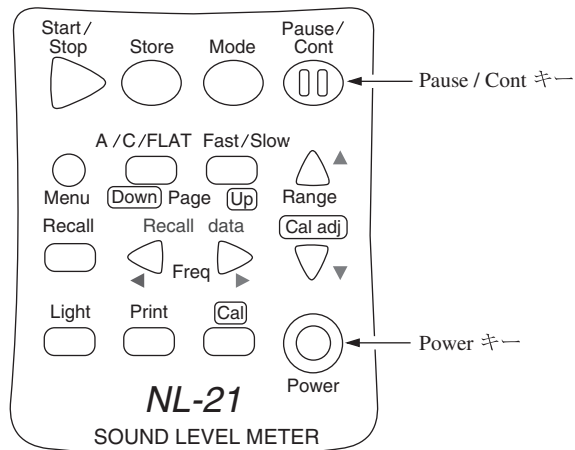 Start/
Stop
Store
Mode
Pause/
Cont
Pause / Cont キー
A/C/FLAT
Fast/Slow
Menu
Down
Page
Up
Range
Recall
Recall data
Cal adj
Freq
Light
Print
Cal
Power キー
Power
NL-21
SOUND LEVEL METER